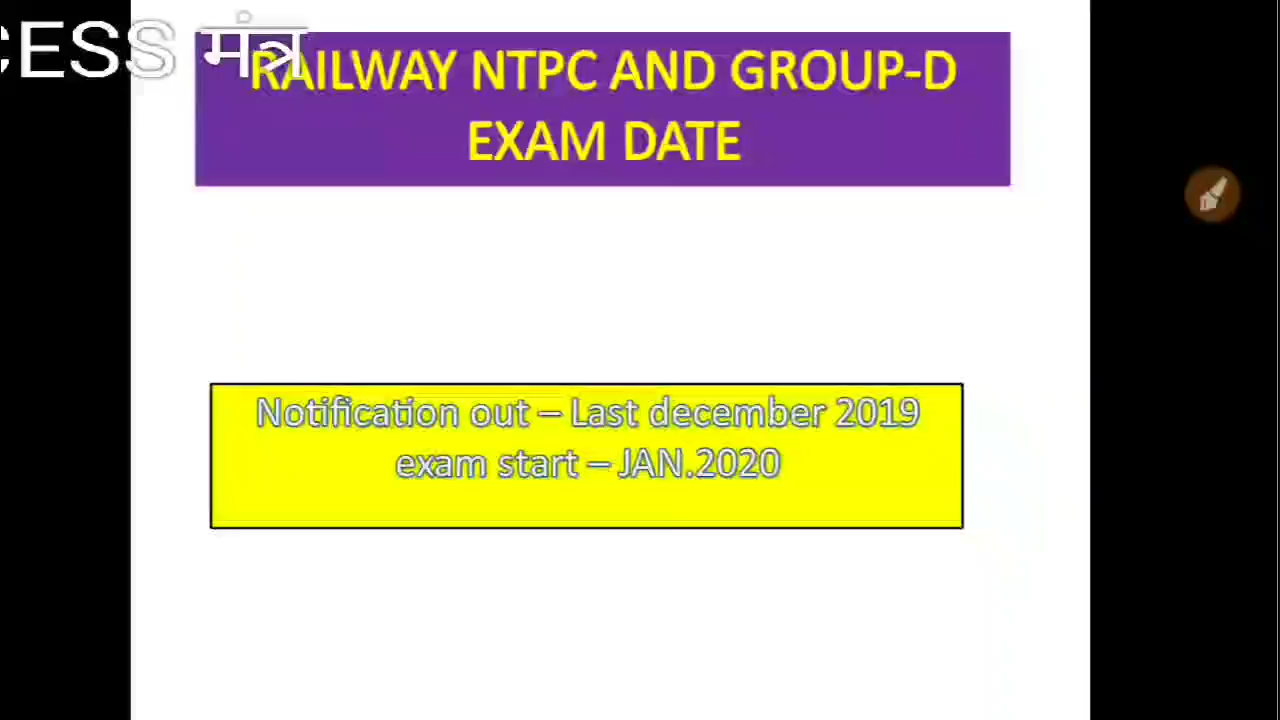 CESS मंत्र
RAILWAY NTPC AND GROUP-D
EXAM DATE
Notification out – Last december 2019
exam start – JAN.2020